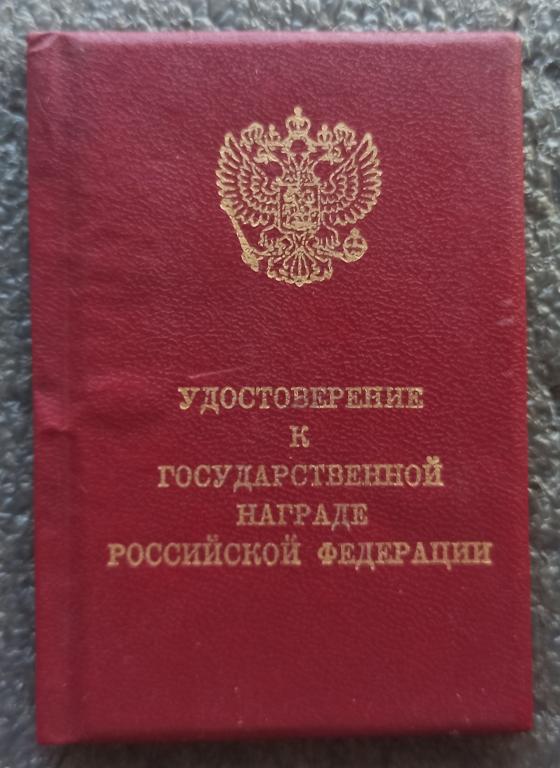 УДОСТОВЕРЕНИЕ
К
ГОСУДАРСТВЕННОЙ
НАГРАДЕ
РОССИЙСКОЙ ФЕДЕРАЦИИ